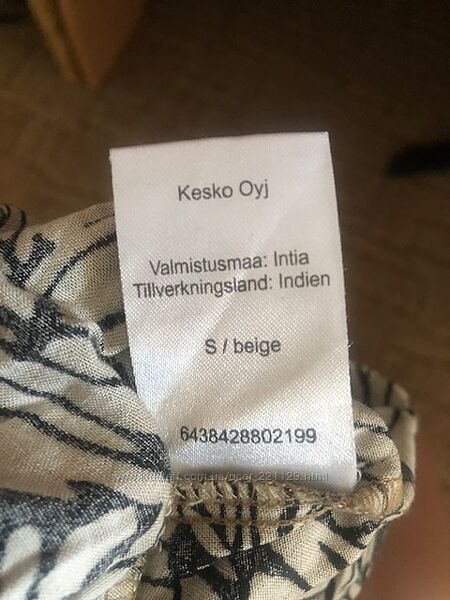 Kesko Oyj
Valmistusmaa: Intia
Tillverkningsland: Indien
S / beige
6438428802199